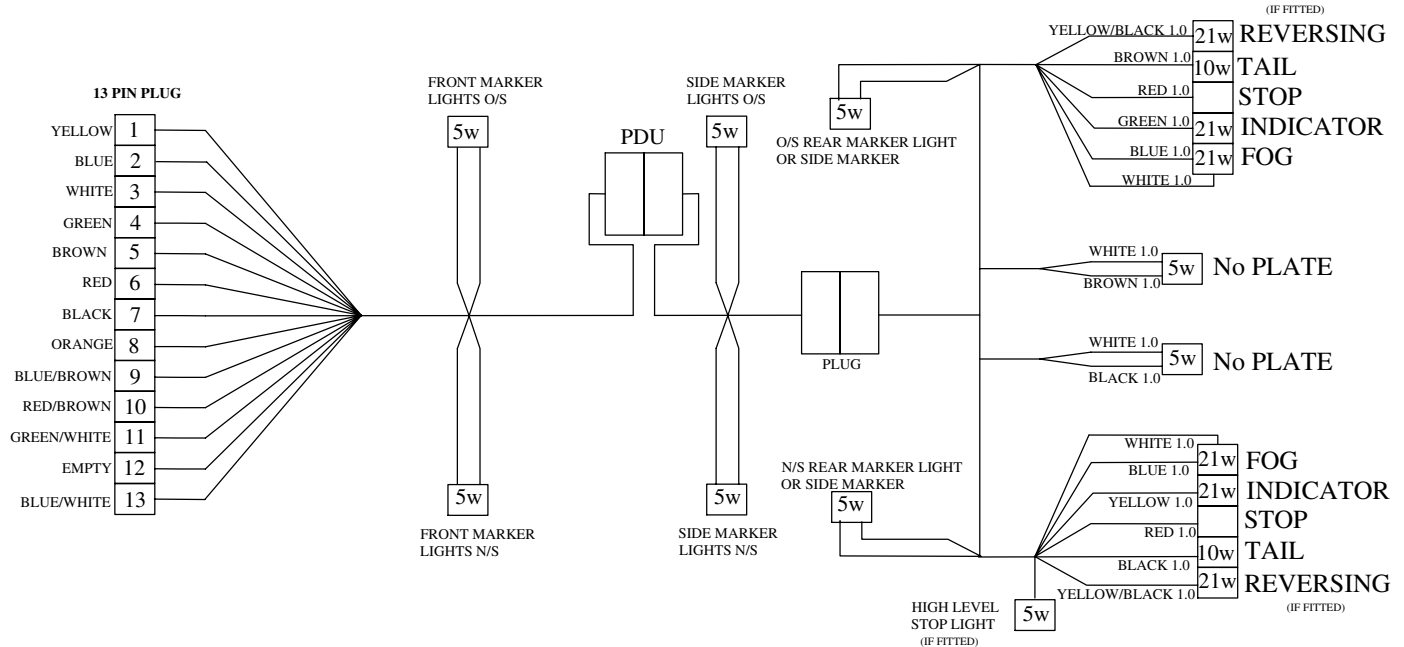 13 PIN PLUG
YELLOW 1
BLUE 2
WHITE 3
GREEN 4
BROWN 5
RED 6
BLACK 7
ORANGE 8
BLUE/BROWN 9
RED/BROWN 10
GREEN/WHITE 11
EMPTY 12
BLUE/WHITE 13
FRONT MARKER
LIGHTS O/S
5w
5w
FRONT MARKER
LIGHTS N/S
PDU
SIDE MARKER
LIGHTS O/S
5w
5w
SIDE MARKER
LIGHTS N/S
PLUG
5w
O/S REAR MARKER LIGHT
OR SIDE MARKER
N/S REAR MARKER LIGHT
OR SIDE MARKER
5w
(IF FITTED)
YELLOW/BLACK 1.0 21w REVERSING
BROWN 1.0 10w TAIL
RED 1.0 STOP
GREEN 1.0 21w INDICATOR
BLUE 1.0 21w FOG
WHITE 1.0
WHITE 1.0
5w No PLATE
BROWN 1.0
WHITE 1.0
5w No PLATE
BLACK 1.0
WHITE 1.0
21w FOG
BLUE 1.0
21w INDICATOR
YELLOW 1.0
STOP
RED 1.0
10w TAIL
BLACK 1.0
21w REVERSING
YELLOW/BLACK 1.0
(IF FITTED)
HIGH LEVEL
STOP LIGHT
(IF FITTED)
5w